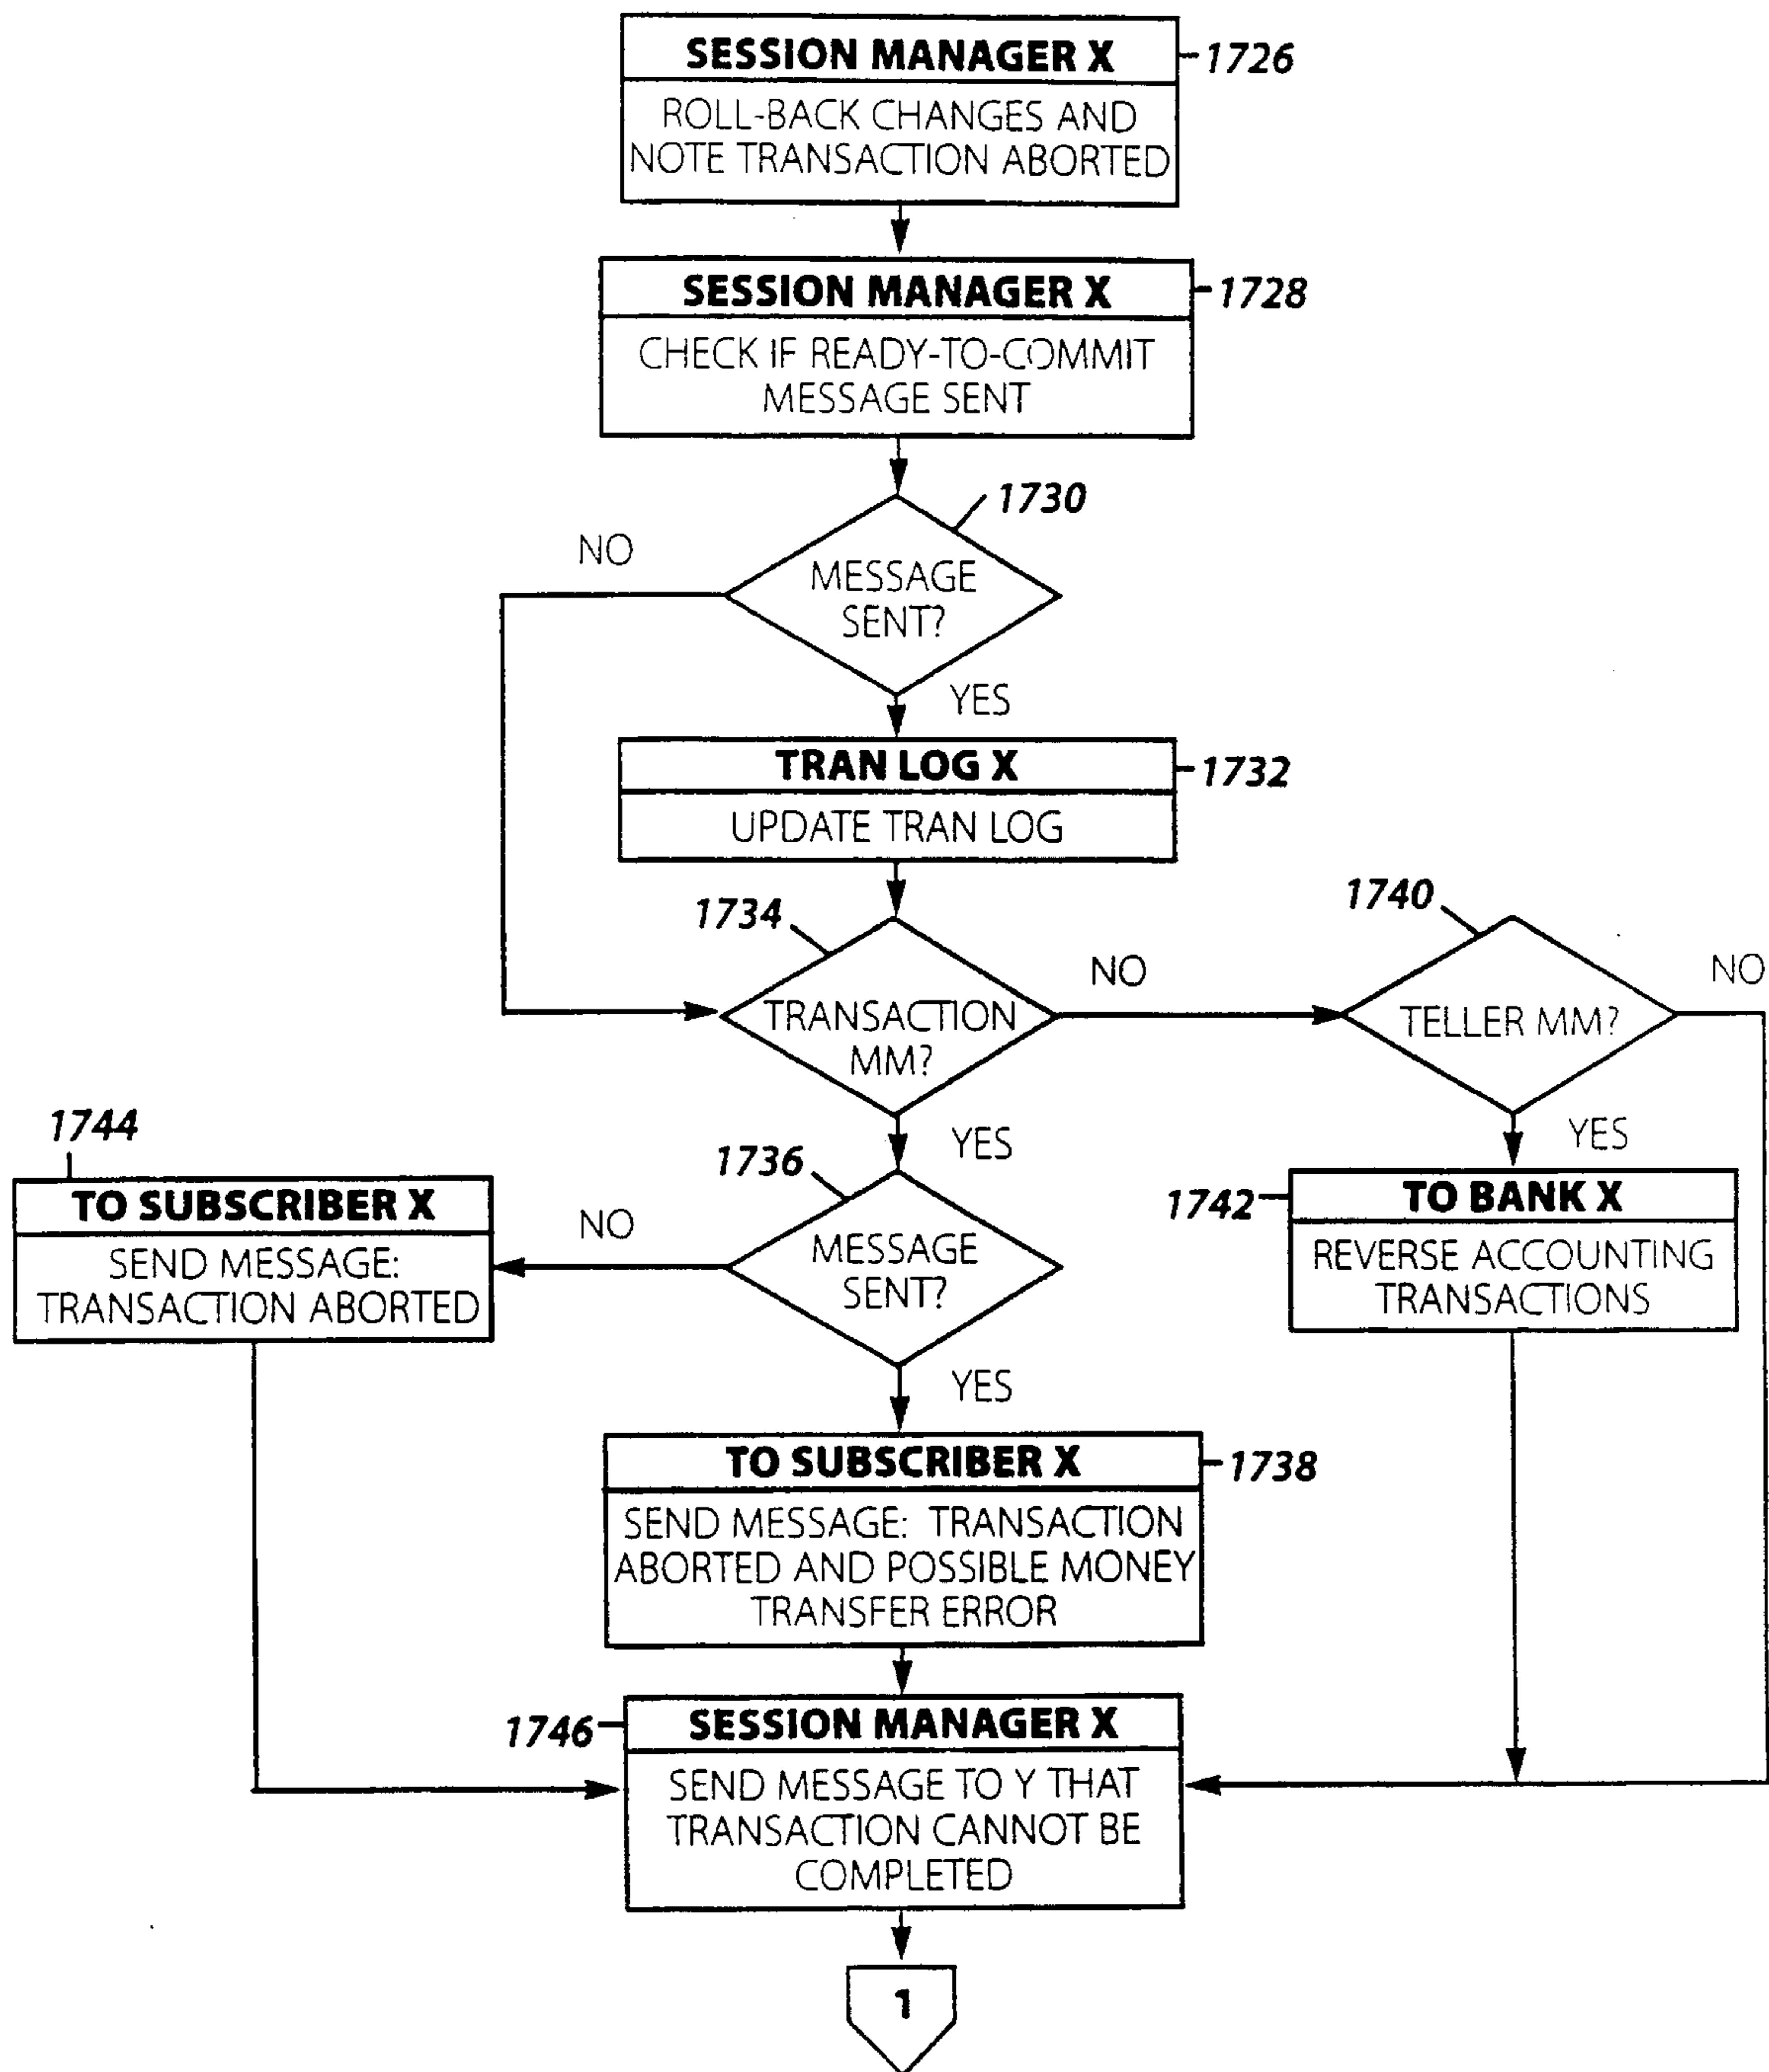 SESSION MANAGER X
1726
ROLL-BACK CHANGES AND
NOTE TRANSACTION ABORTED
SESSION MANAGER X
1728
CHECK IF READY-TO-COMMIT
MESSAGE SENT
1730
NO
MESSAGE
SENT?
YES
TRAN LOG X
1732
UPDATE TRAN LOG
1734
1740
NO
NO
TRANSACTION
MM?
TELLER MM?
1744
YES
YES
1736
TO SUBSCRIBER X
1742
TO BANK X
NO
SEND MESSAGE:
TRANSACTION ABORTED
MESSAGE
SENT?
REVERSE ACCOUNTING
TRANSACTIONS
YES
TO SUBSCRIBER X
1738
SEND MESSAGE: TRANSACTION
ABORTED AND POSSIBLE MONEY
TRANSFER ERROR
1746
SESSION MANAGER X
SEND MESSAGE TO Y THAT
TRANSACTION CANNOT BE
COMPLETED
1